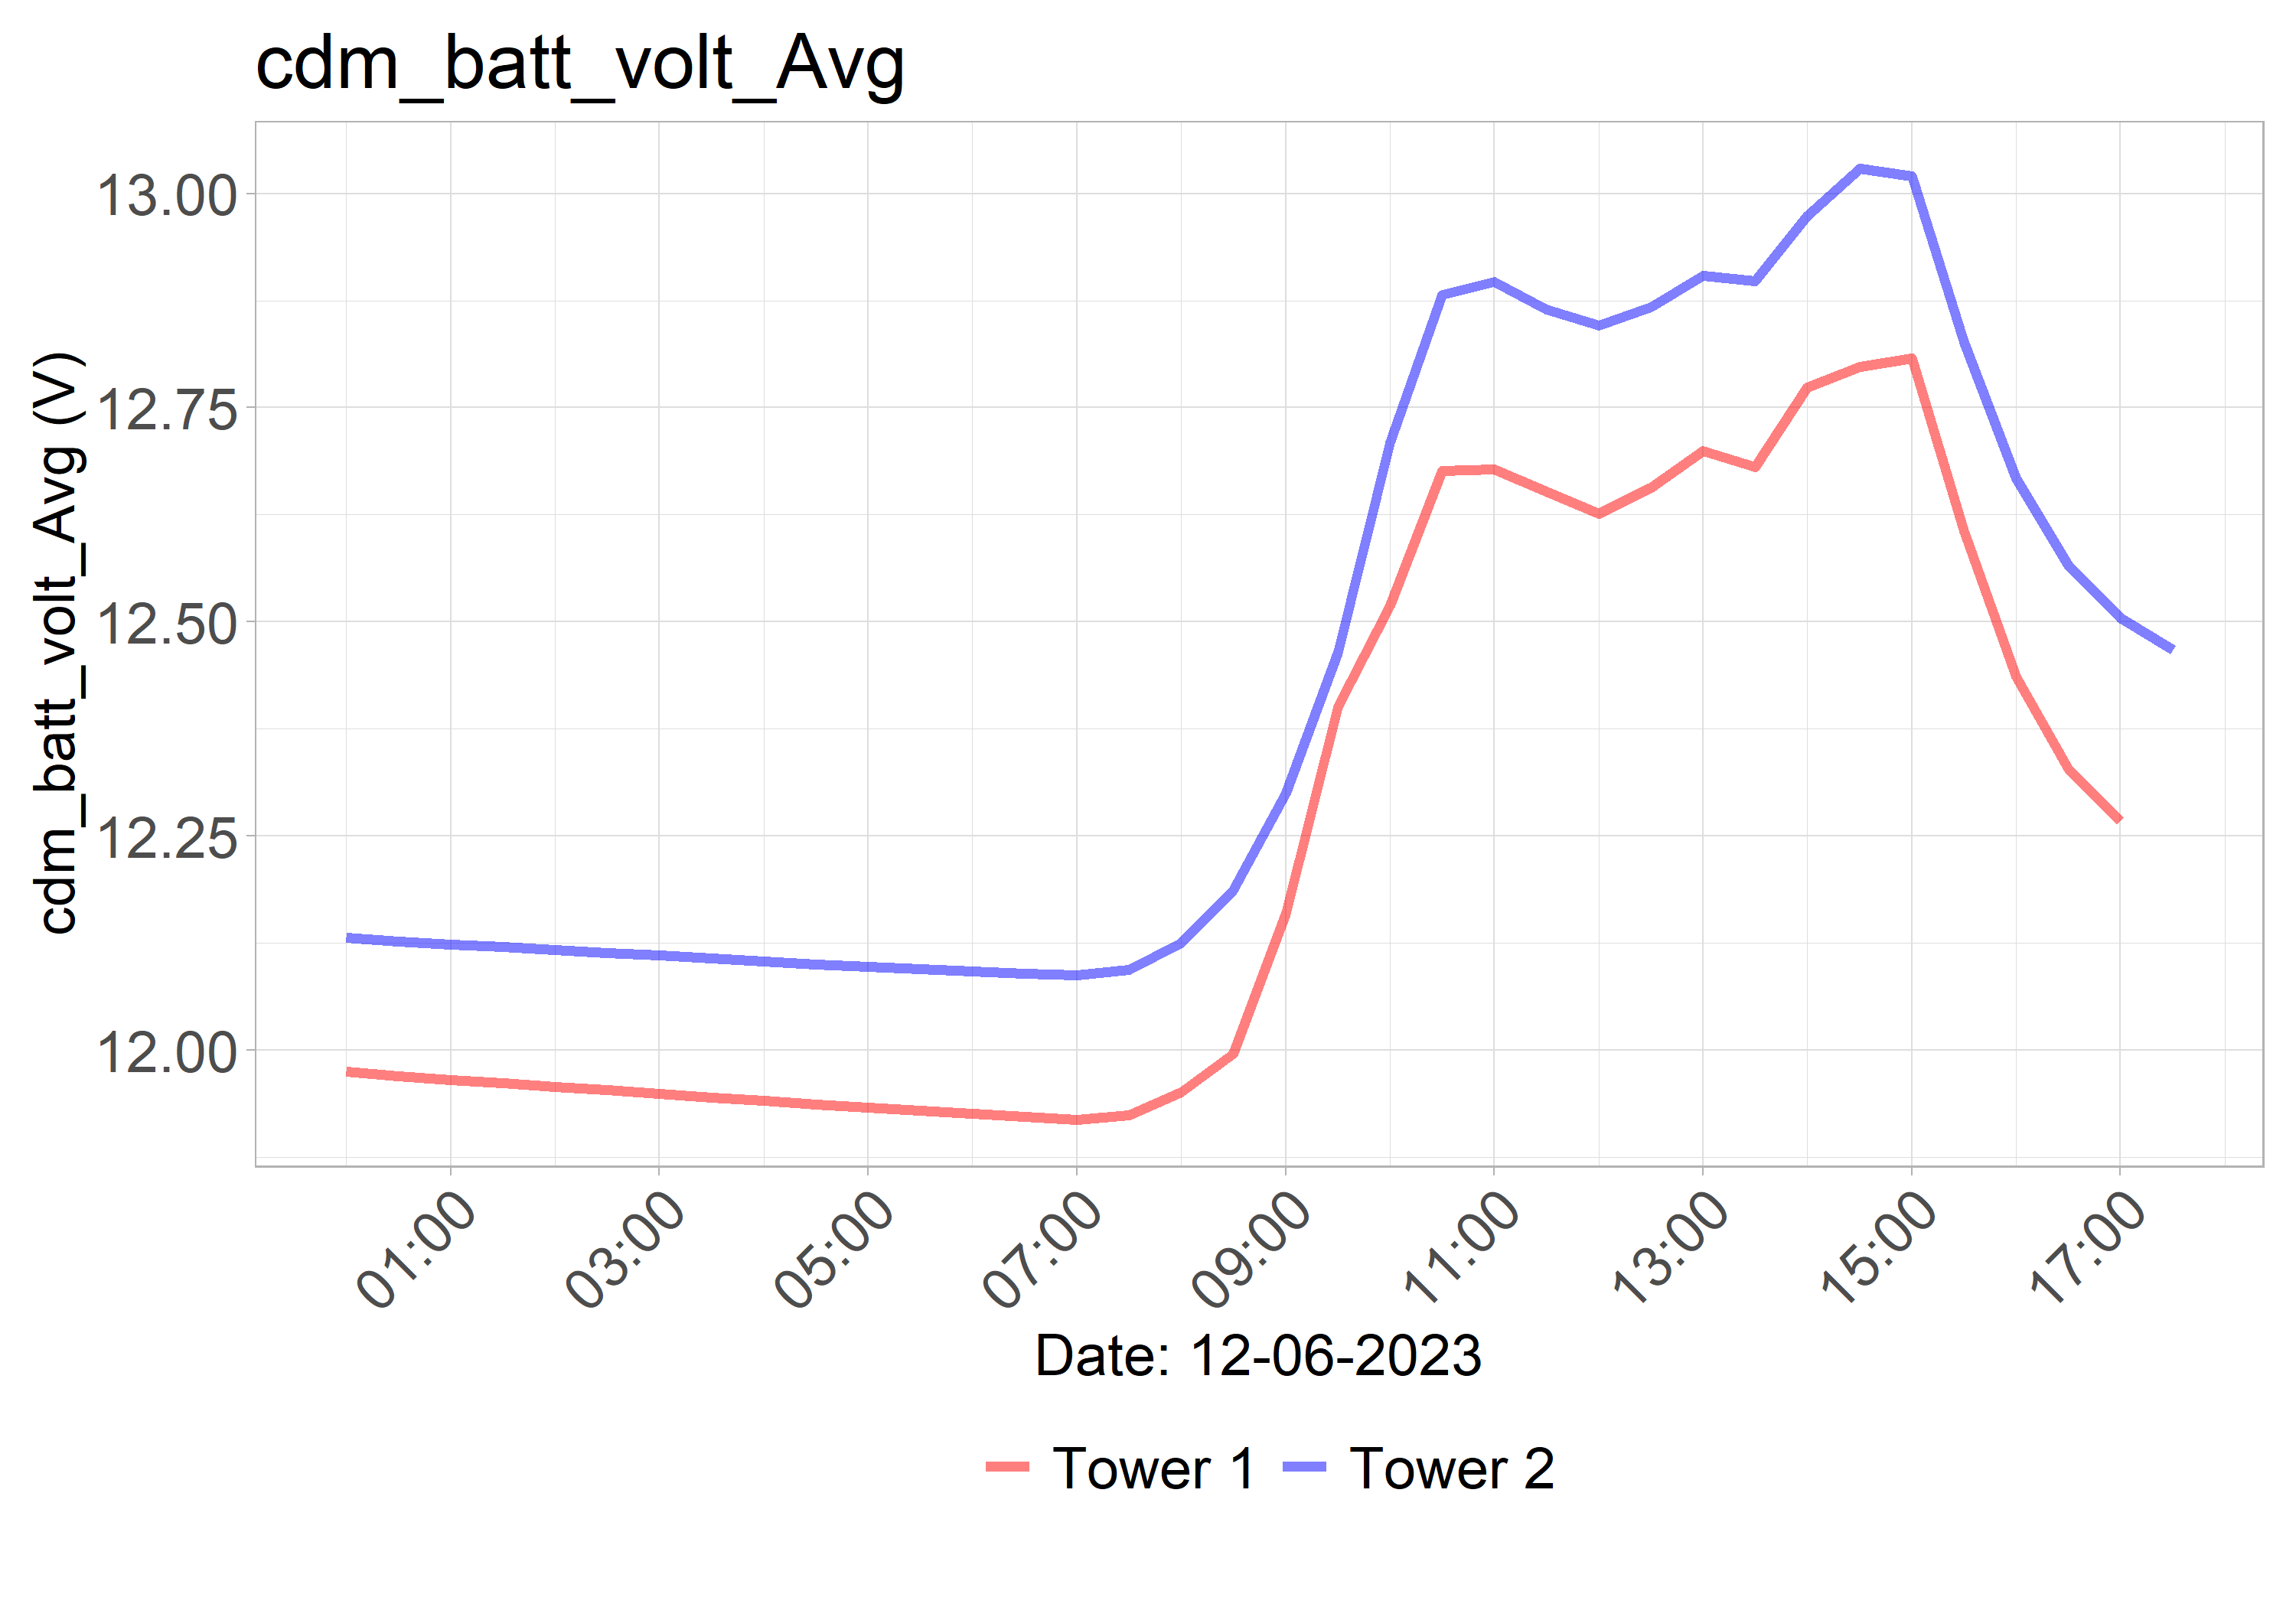 cdm_batt_volt_Avg
cdm_batt_volt_Avg (V)
13.00
12.75
12.50
12.25
12.00
01:00
03:00
05:00
07:00
09:00
11:00
13:00
15:00
17:00
Date: 12-06-2023
Tower 1
Tower 2